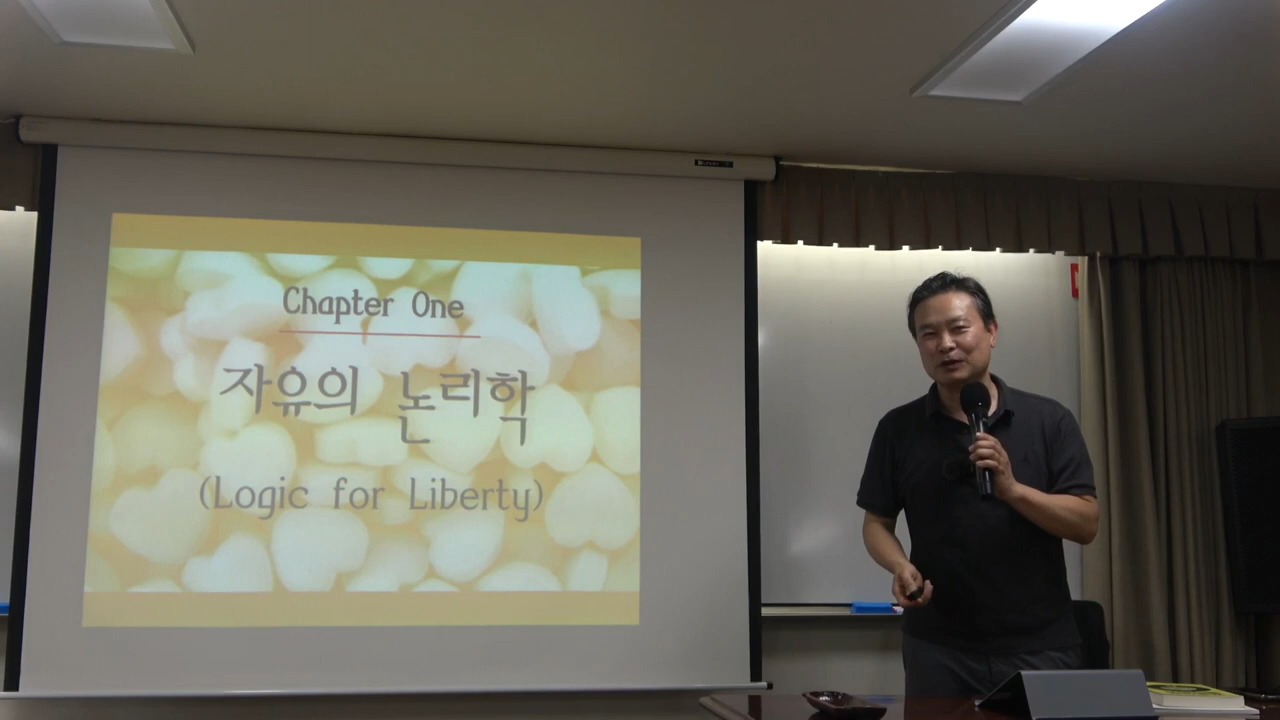 Chapter One
자유의 논리학
(Logic for Liberty)